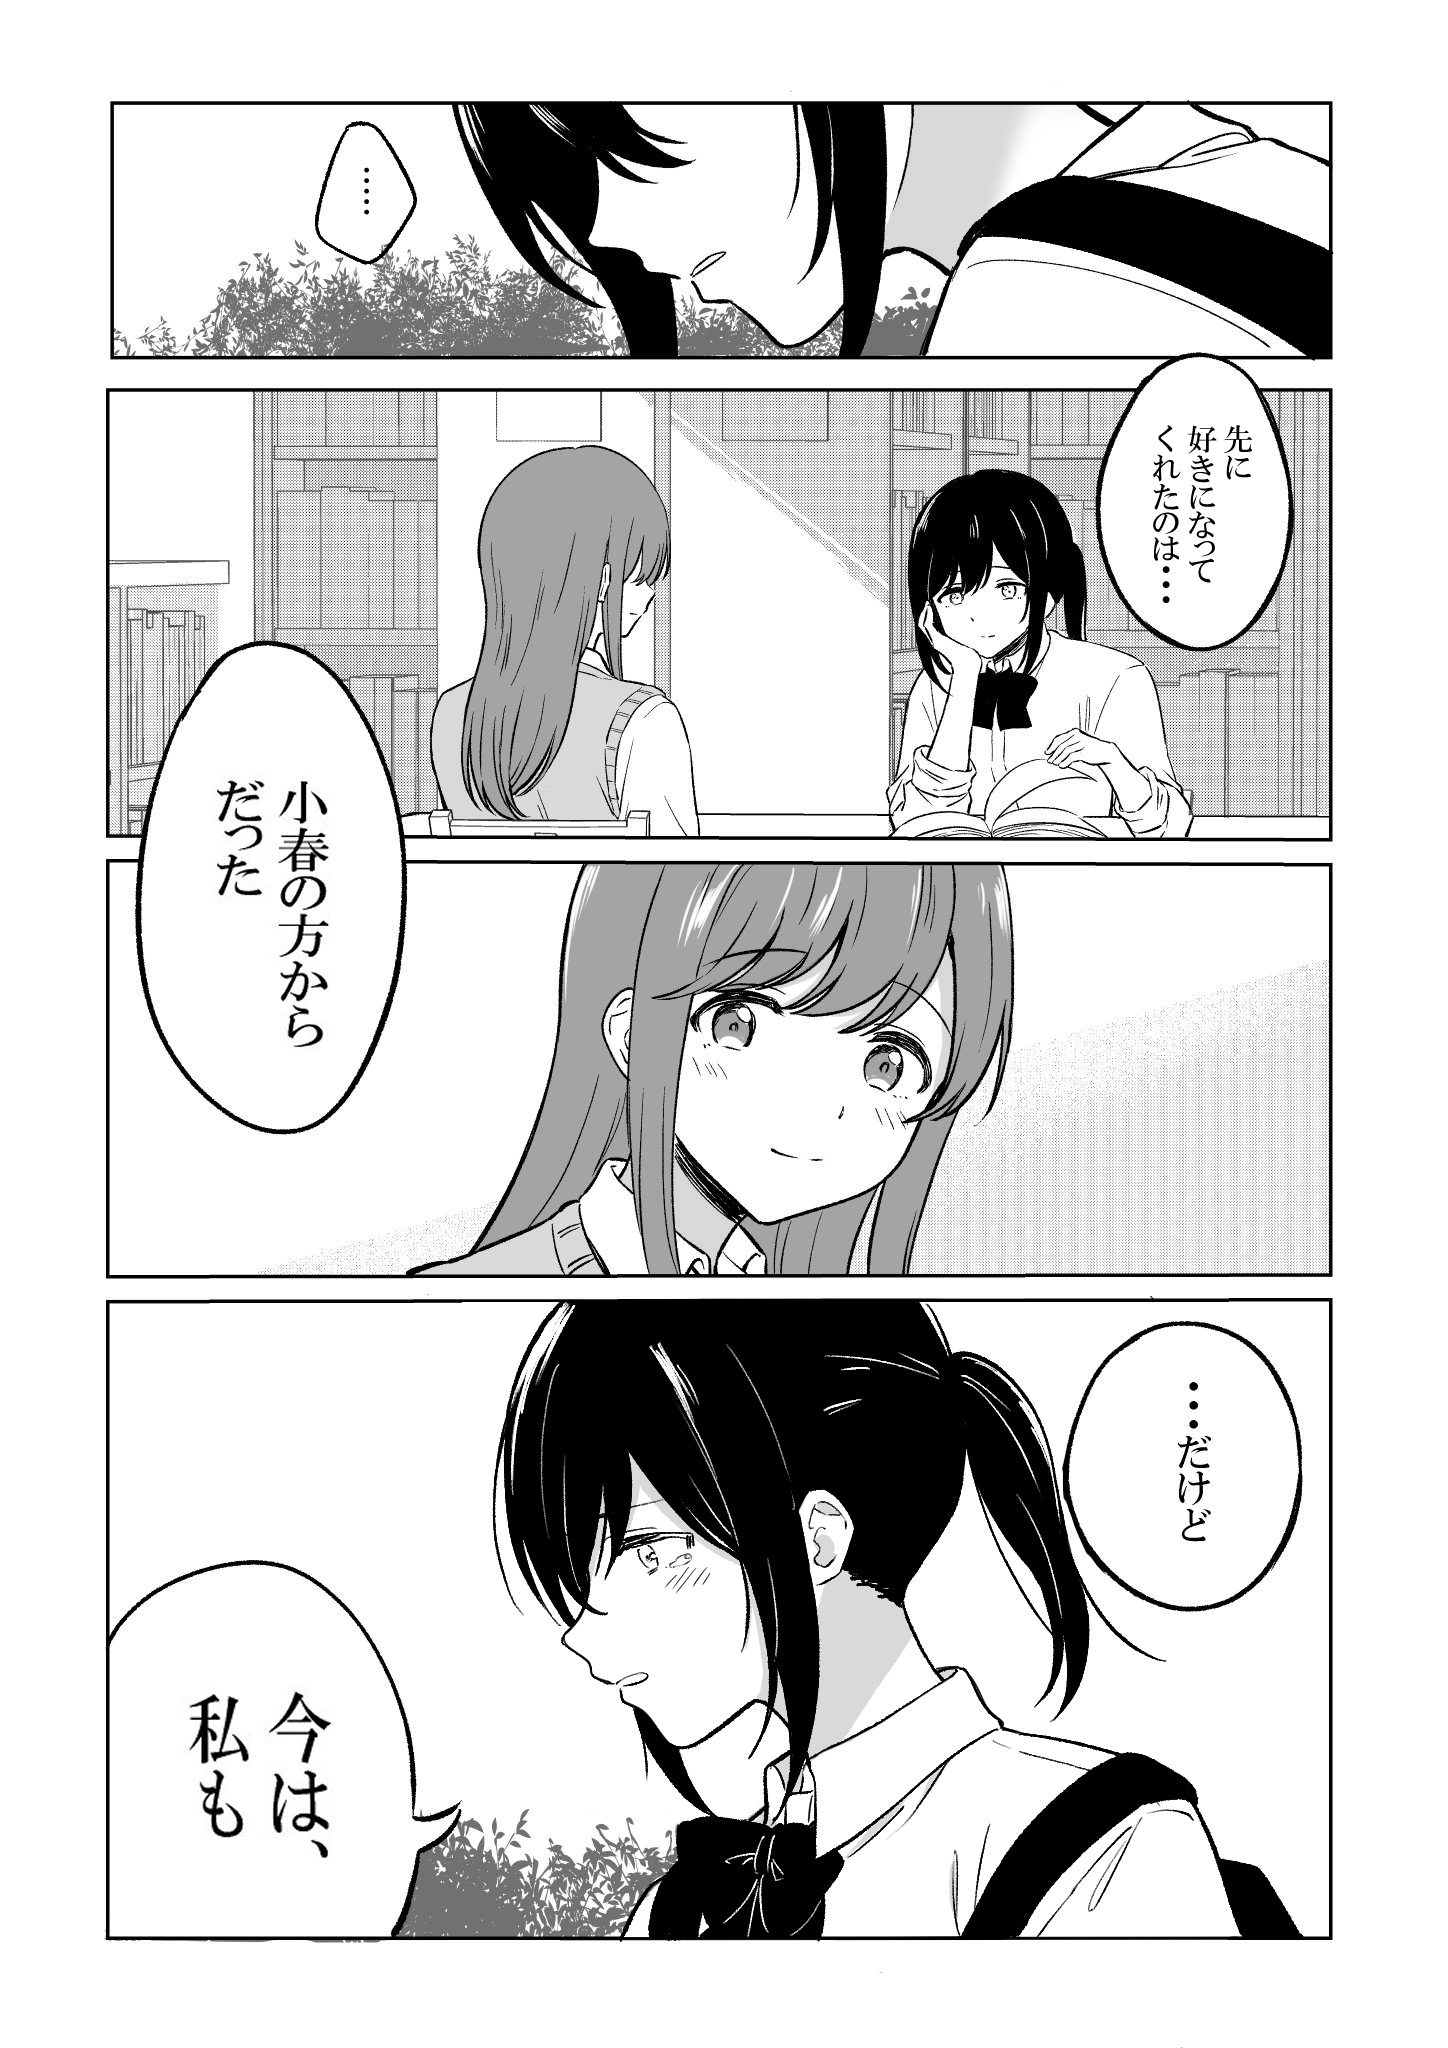 ・・・・・
先に
好きになって
くれたのは・・・
小春の方から
だった
・・・だけど
今は、
私も